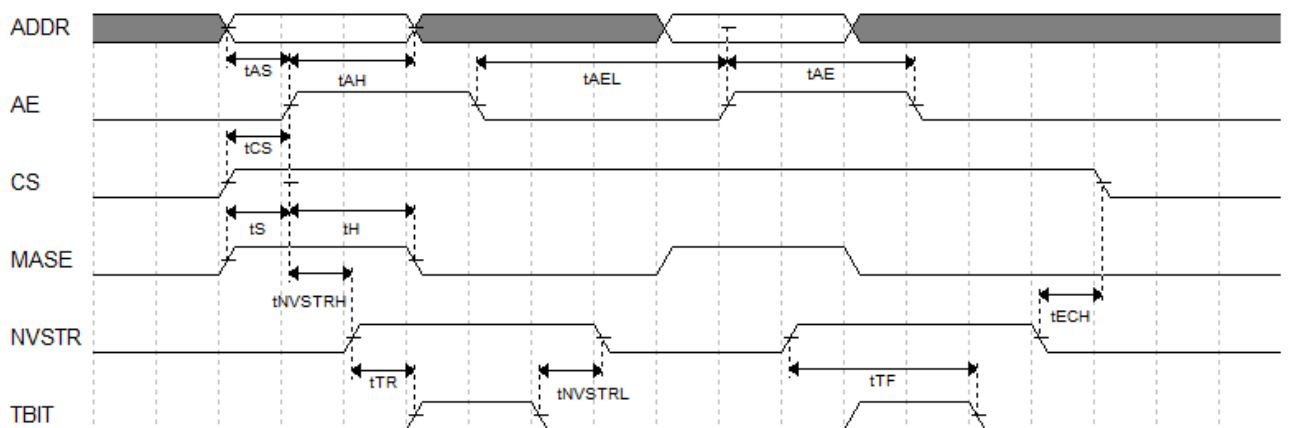 ADDR
tAS
tAH
tAEL
tAE
AE
tCS
CS
tS
tH
MASE
tNVSTRH
tECH
NVSTR
tTR
tNVSTRL
tTF
TBIT